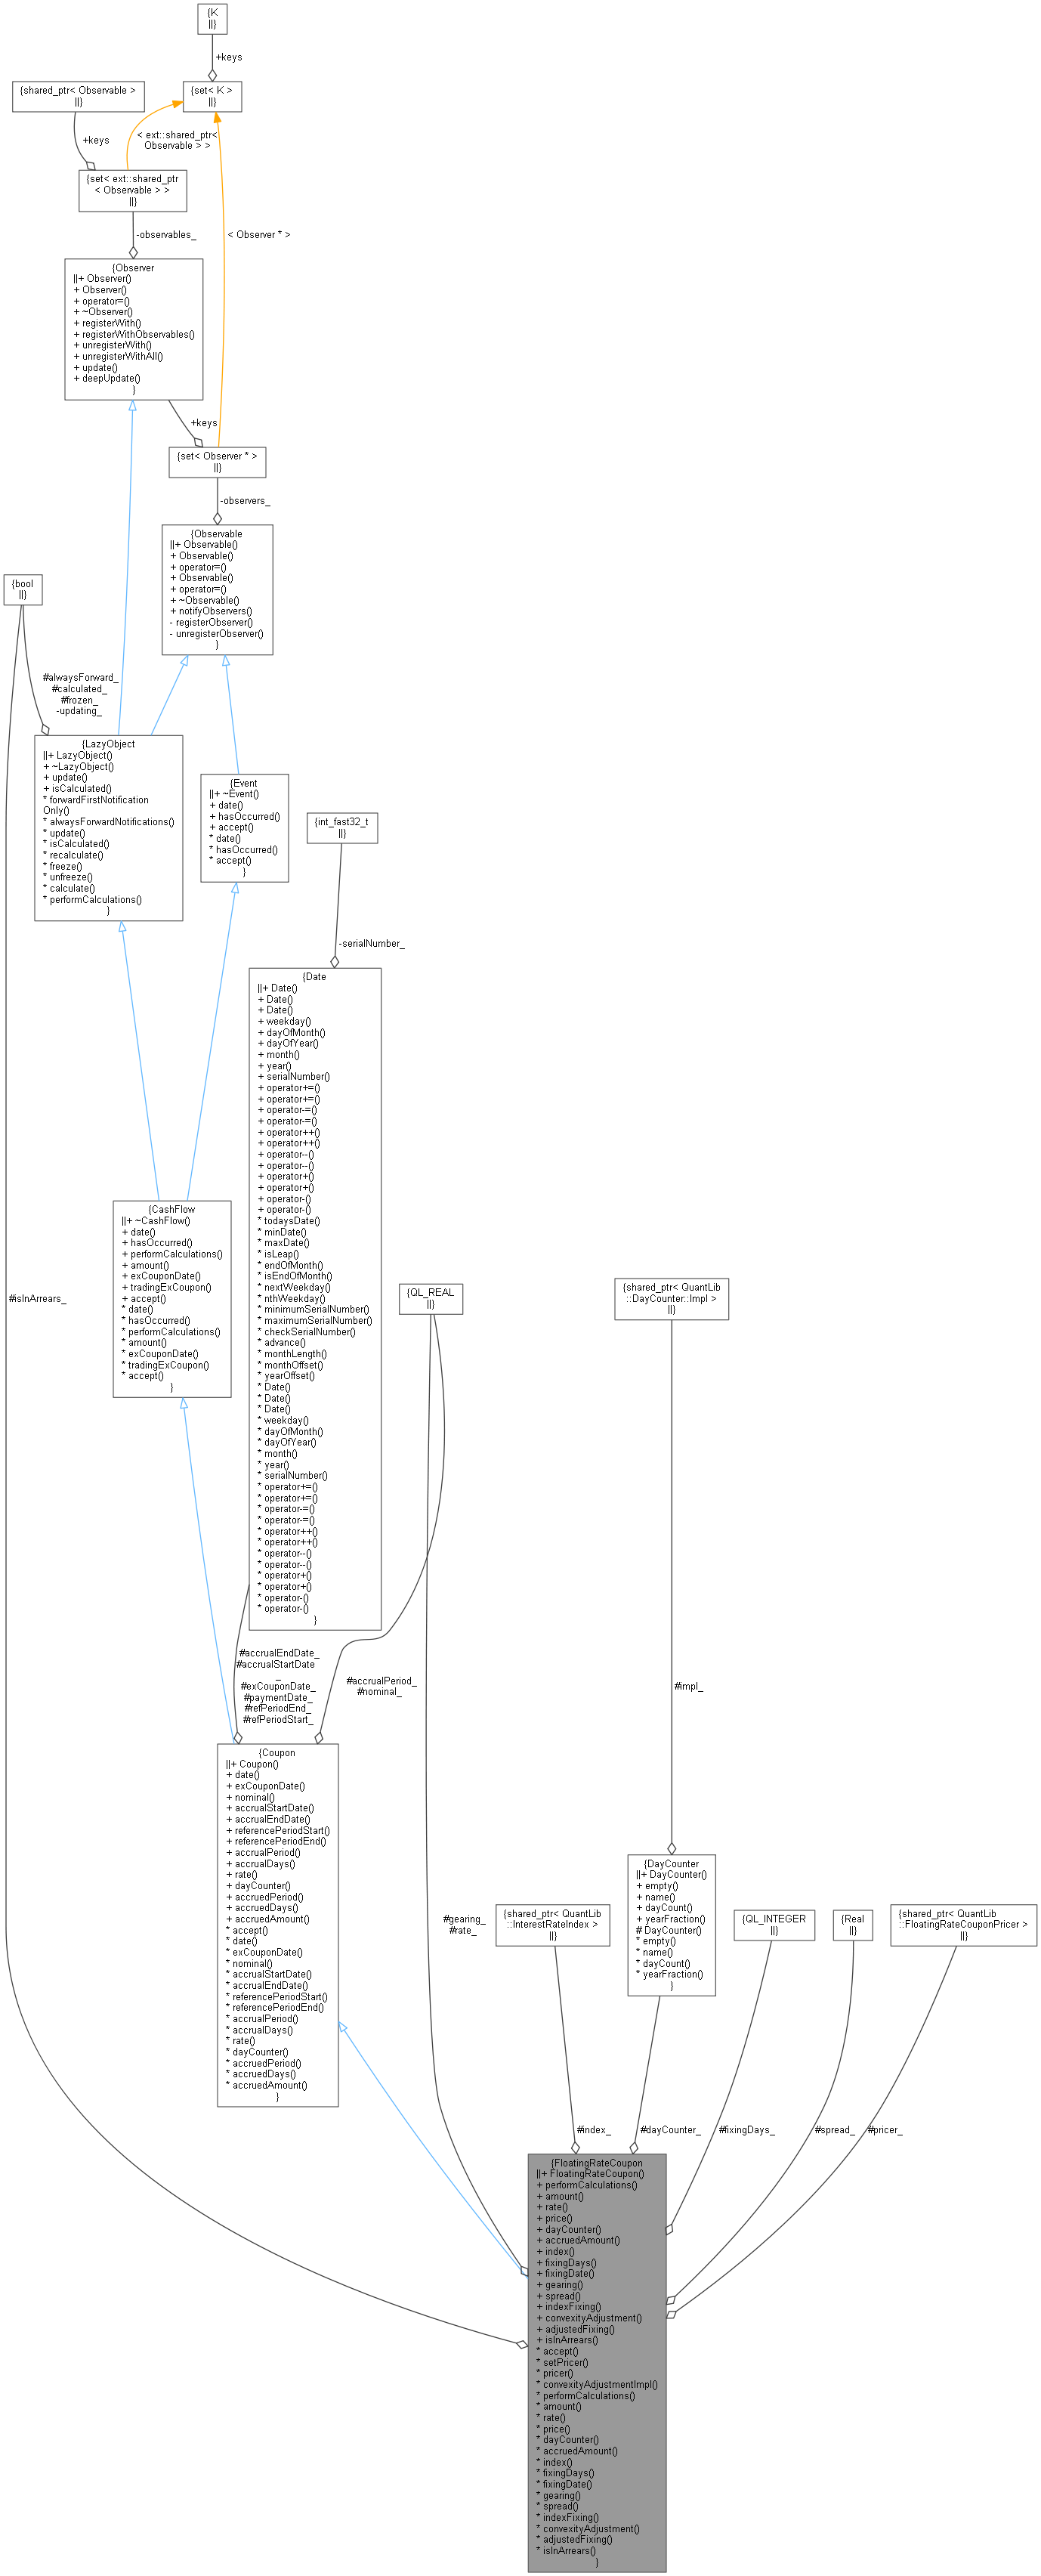 {K
||}
+keys
{shared_ptr< Observable >
||}
{set< K >
||}
+keys
< ext::shared_ptr<
Observable > >
{set< ext::shared_ptr
< Observable > >
||}
-observables_
< Observer * >
{Observer
||+ Observer()
+ Observer()
+ operator=()
+ ~Observer()
+ registerWith()
+ registerWithObservables()
+ unregisterWith()
+ unregisterWithAll()
+ update()
+ deepUpdate()
}
+keys
{set< Observer * >
||}
-observers_
{Observable
||+ Observable()
+ Observable()
+ operator=()
+ Observable()
+ operator=()
+ ~Observable()
+ notifyObservers()
- registerObserver()
- unregisterObserver()
}
{bool
||}
#alwaysForward_
#calculated_
#frozen_
-updating_
{LazyObject
||+ LazyObject()
+ ~LazyObject()
+ update()
+ isCalculated()
* forwardFirstNotification
Only()
* alwaysForwardNotifications()
* update()
* isCalculated()
* recalculate()
* freeze()
* unfreeze()
* calculate()
* performCalculations()
}
{Event
||+ ~Event()
+ date()
+ hasOccurred()
+ accept()
* date()
* hasOccurred()
* accept()
}
{int_fast32_t
||}
-serialNumber_
{Date
||+ Date()
+ Date()
+ Date()
+ weekday()
+ dayOfMonth()
+ dayOfYear()
+ month()
+ year()
+ serialNumber()
+ operator+=()
+ operator+=()
+ operator-=()
+ operator-=()
+ operator++()
+ operator++()
+ operator--()
+ operator--()
+ operator+()
+ operator+()
+ operator-()
+ operator-()
* todaysDate()
* minDate()
* maxDate()
* isLeap()
* endOfMonth()
* isEndOfMonth()
* nextWeekday()
* nthWeekday()
* minimumSerialNumber()
* maximumSerialNumber()
* checkSerialNumber()
* advance()
* monthLength()
* monthOffset()
* yearOffset()
* Date()
* Date()
* Date()
* weekday()
* dayOfMonth()
* dayOfYear()
* month()
* year()
* serialNumber()
* operator+=()
* operator+=()
* operator-=()
* operator-=()
* operator++()
* operator++()
* operator--()
* operator--()
* operator+()
* operator+()
* operator-()
* operator-()
}
{CashFlow
||+ ~CashFlow()
+ date()
+ hasOccurred()
+ performCalculations()
+ amount()
+ exCouponDate()
+ tradingExCoupon()
+ accept()
* date()
* hasOccurred()
* performCalculations()
* amount()
* exCouponDate()
* tradingExCoupon()
* accept()
}
#isInArrears_
{QL_REAL
||}
{shared_ptr< QuantLib
::DayCounter::Impl >
||}
#accrualEndDate_
#accrualStartDate
_
#exCouponDate_
#paymentDate_
#refPeriodEnd_
#refPeriodStart_
#accrualPeriod_
#nominal_
#impl_
{Coupon
||+ Coupon()
+ date()
+ exCouponDate()
+ nominal()
+ accrualStartDate()
+ accrualEndDate()
+ referencePeriodStart()
+ referencePeriodEnd()
+ accrualPeriod()
+ accrualDays()
+ rate()
+ dayCounter()
+ accruedPeriod()
+ accruedDays()
+ accruedAmount()
* accept()
* date()
* exCouponDate()
* nominal()
* accrualStartDate()
* accrualEndDate()
* referencePeriodStart()
* referencePeriodEnd()
* accrualPeriod()
* accrualDays()
* rate()
* dayCounter()
* accruedPeriod()
* accruedDays()
* accruedAmount()
}
#gearing_
#rate_
{shared_ptr< QuantLib
::InterestRateIndex >
||}
{DayCounter
||+ DayCounter()
+ empty()
+ name()
+ dayCount()
+ yearFraction()
# DayCounter()
* empty()
* name()
* dayCount()
* yearFraction()
}
{QL_INTEGER
||}
{Real
||}
{shared_ptr< QuantLib
::FloatingRateCouponPricer >
||}
#index_
#dayCounter_
#fixingDays_
#spread_
#pricer_
{FloatingRateCoupon
||+ FloatingRateCoupon()
+ performCalculations()
+ amount()
+ rate()
+ price()
+ dayCounter()
+ accruedAmount()
+ index()
+ fixingDays()
+ fixingDate()
+ gearing()
+ spread()
+ indexFixing()
+ convexityAdjustment()
+ adjustedFixing()
+ isInArrears()
* accept()
* setPricer()
* pricer()
* convexityAdjustmentImpl()
* performCalculations()
* amount()
* rate()
* price()
* dayCounter()
* accruedAmount()
* index()
* fixingDays()
* fixingDate()
* gearing()
* spread()
* indexFixing()
* convexityAdjustment()
* adjustedFixing()
* isInArrears()
}